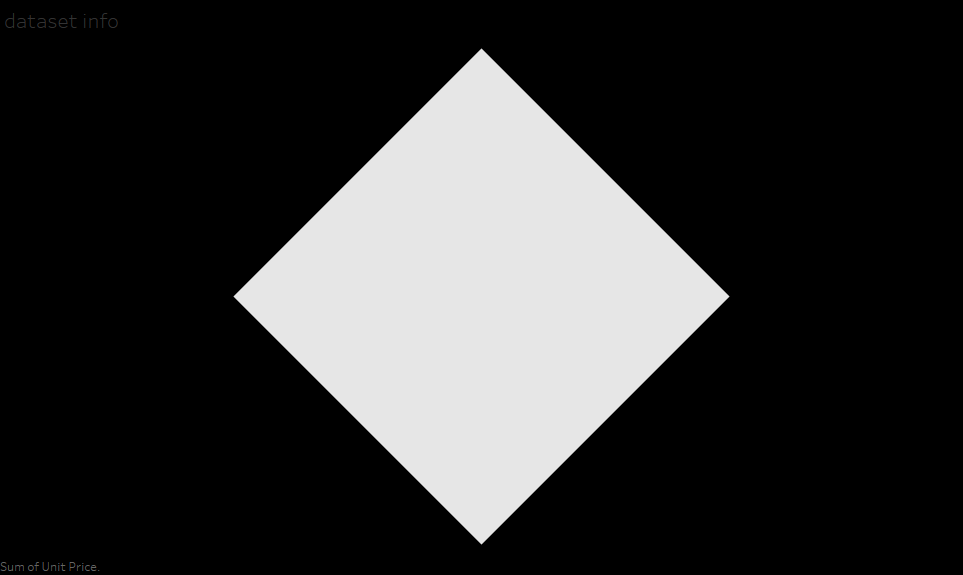 dataset info
Sum of Unit Price.